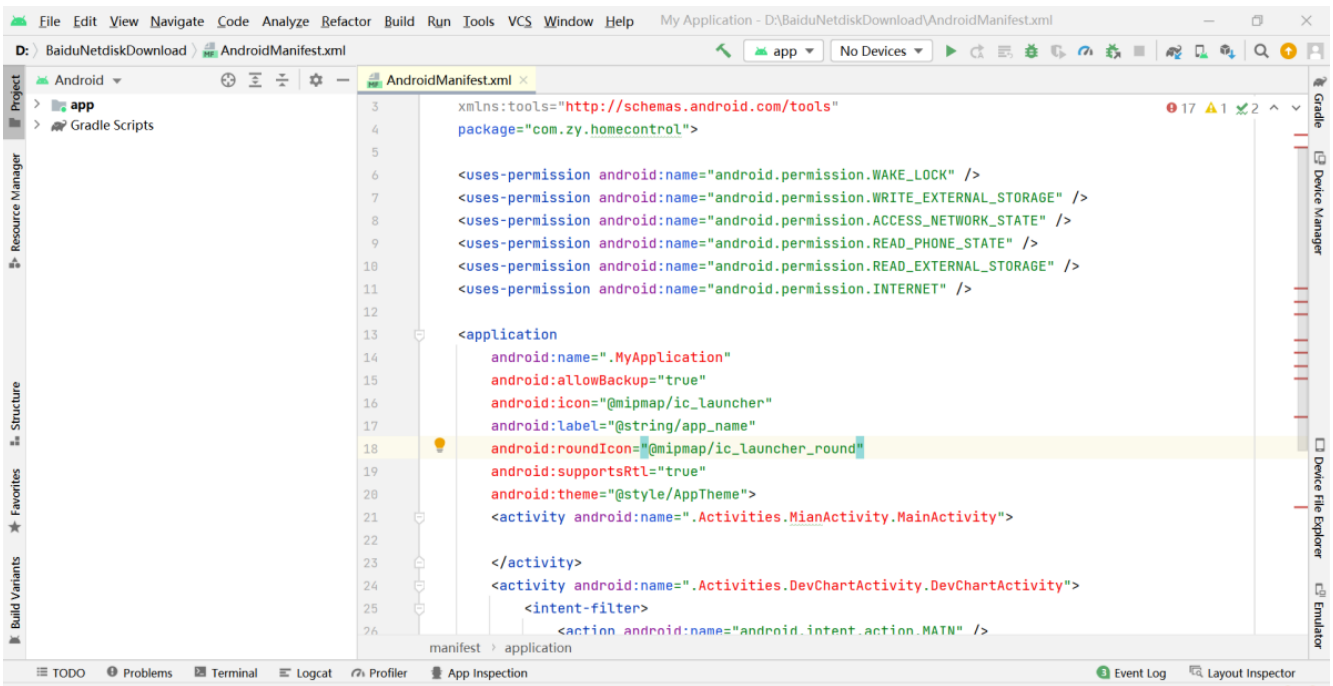 File Edit View Navigate Code Analyze Refactor Build Run Tools VCS Window Help My Application - D:\BaiduNetdiskDownload\AndroidManifest.xml
D: BaiduNetdiskDownload AndroidManifest.xml app No Devices
Android AndroidManifest.xml
app
Gradle Scripts
17 1 2
3 xmlns:tools="http://schemas.android.com/tools"
4 package="com.zy.homecontrol">
5
6 <uses-permission android:name="android.permission.WAKE_LOCK" />
7 <uses-permission android:name="android.permission.WRITE_EXTERNAL_STORAGE" />
8 <uses-permission android:name="android.permission.ACCESS_NETWORK_STATE" />
9 <uses-permission android:name="android.permission.READ_PHONE_STATE" />
10 <uses-permission android:name="android.permission.READ_EXTERNAL_STORAGE" />
11 <uses-permission android:name="android.permission.INTERNET" />
12
13 <application
14 android:name=".MyApplication"
15 android:allowBackup="true"
16 android:icon="@mipmap/ic_launcher"
17 android:label="@string/app_name"
18 android:roundIcon="@mipmap/ic_launcher_round"
19 android:supportsRtl="true"
20 android:theme="@style/AppTheme">
21 <activity android:name=".Activities.MianActivity.MainActivity">
22
23 </activity>
24 <activity android:name=".Activities.DevChartActivity.DevChartActivity">
25 <intent-filter>
26 <action android:name="android.intent.action.MAIN" />
manifest application
Project
Resource Manager
Structure
Favorites
Build Variants
Gradle
Device Manager
Device File Explorer
Emulator
TODO Problems Terminal Logcat Profiler App Inspection 3 Event Log Layout Inspector